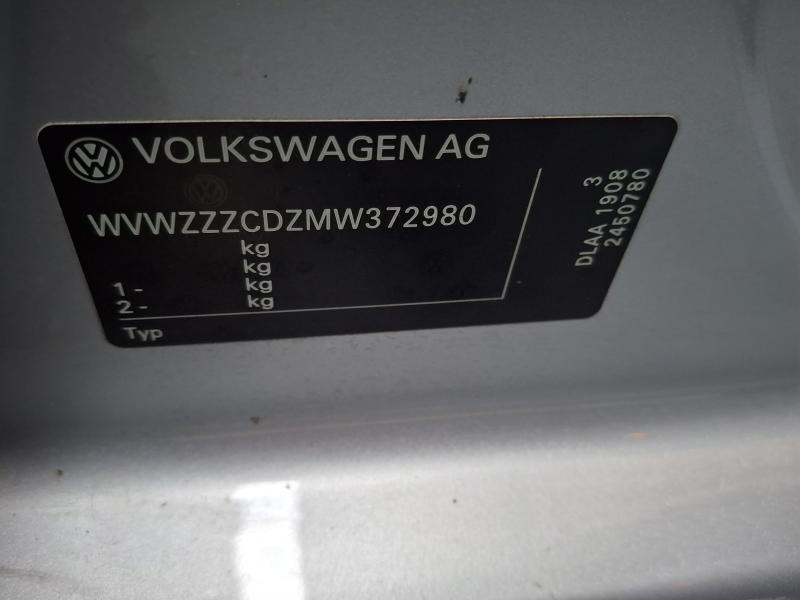 VOLKSWAGEN AG
WVWZZZCDZMW372980
kg
kg
1 - kg
2 - kg
Typ
3
DLAA 1908
2450780